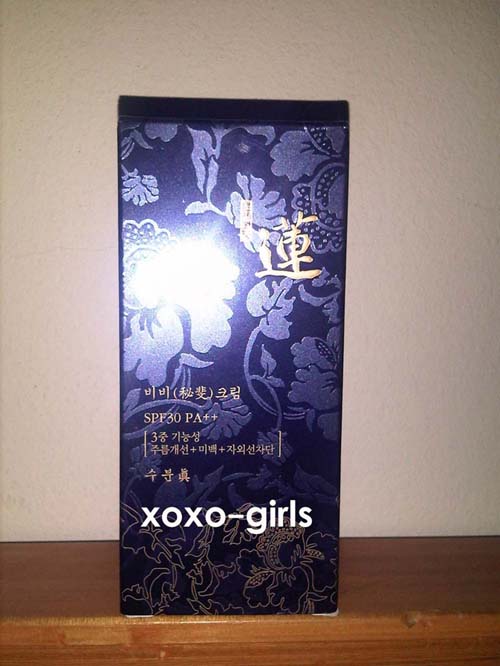 蓮
비비(秘斐)크림
SPF30 PA++
3중 기능성
주름개선+미백+자외선차단
수분眞
xoxo-girls